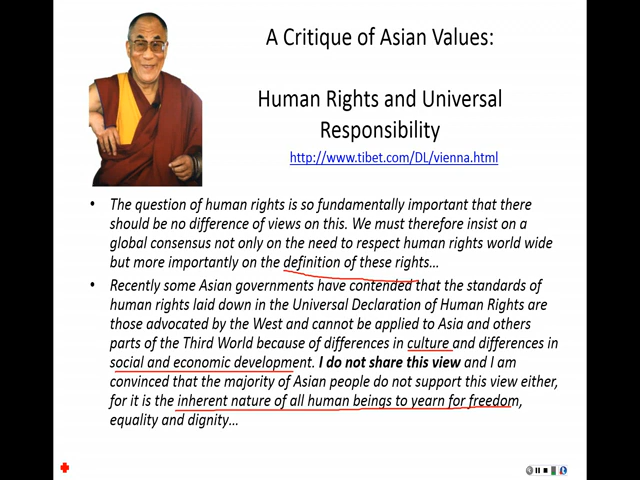 A Critique of Asian Values:
Human Rights and Universal
Responsibility
http://www.tibet.com/DL/vienna.html
• The question of human rights is so fundamentally important that there
should be no difference of views on this. We must therefore insist on a
global consensus not only on the need to respect human rights world wide
but more importantly on the definition of these rights...
• Recently some Asian governments have contended that the standards of
human rights laid down in the Universal Declaration of Human Rights are
those advocated by the West and cannot be applied to Asia and others
parts of the Third World because of differences in culture and differences in
social and economic development. I do not share this view and I am
convinced that the majority of Asian people do not support this view either,
for it is the inherent nature of all human beings to yearn for freedom,
equality and dignity...